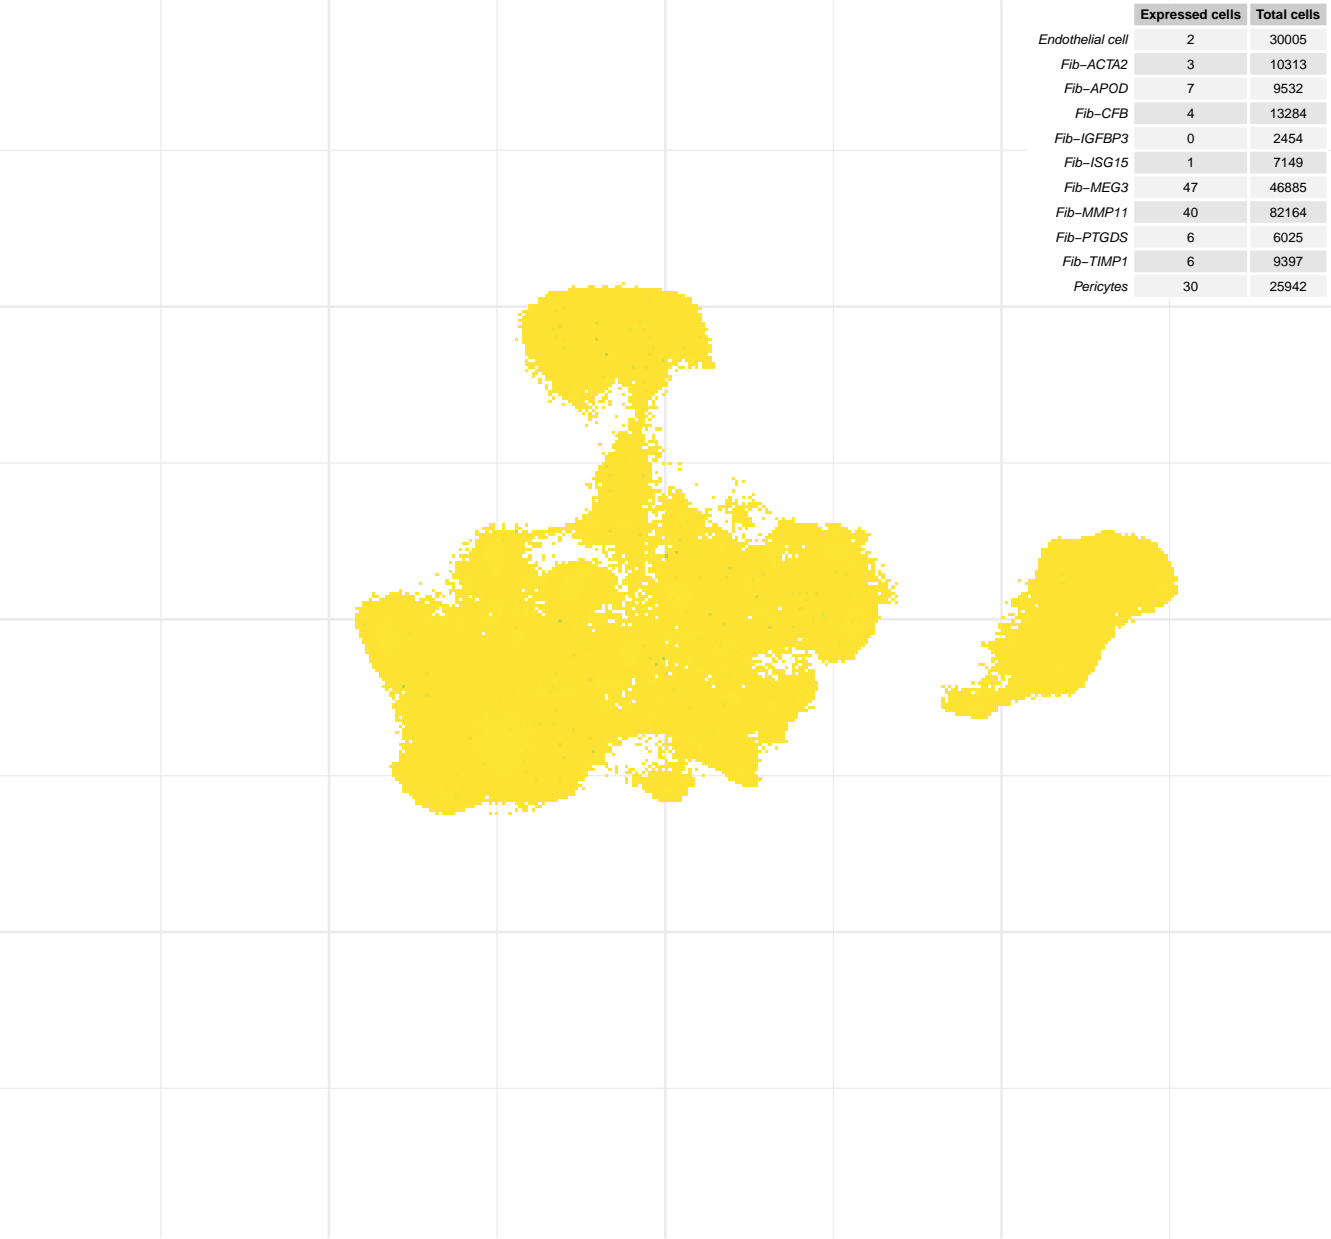 Expressed cells Total cells
Endothelial cell 2 30005
Fib−ACTA2 3 10313
Fib−APOD 7 9532
Fib−CFB 4 13284
Fib−IGFBP3 0 2454
Fib−ISG15 1 7149
Fib−MEG3 47 46885
Fib−MMP11 40 82164
Fib−PTGDS 6 6025
Fib−TIMP1 6 9397
Pericytes 30 25942